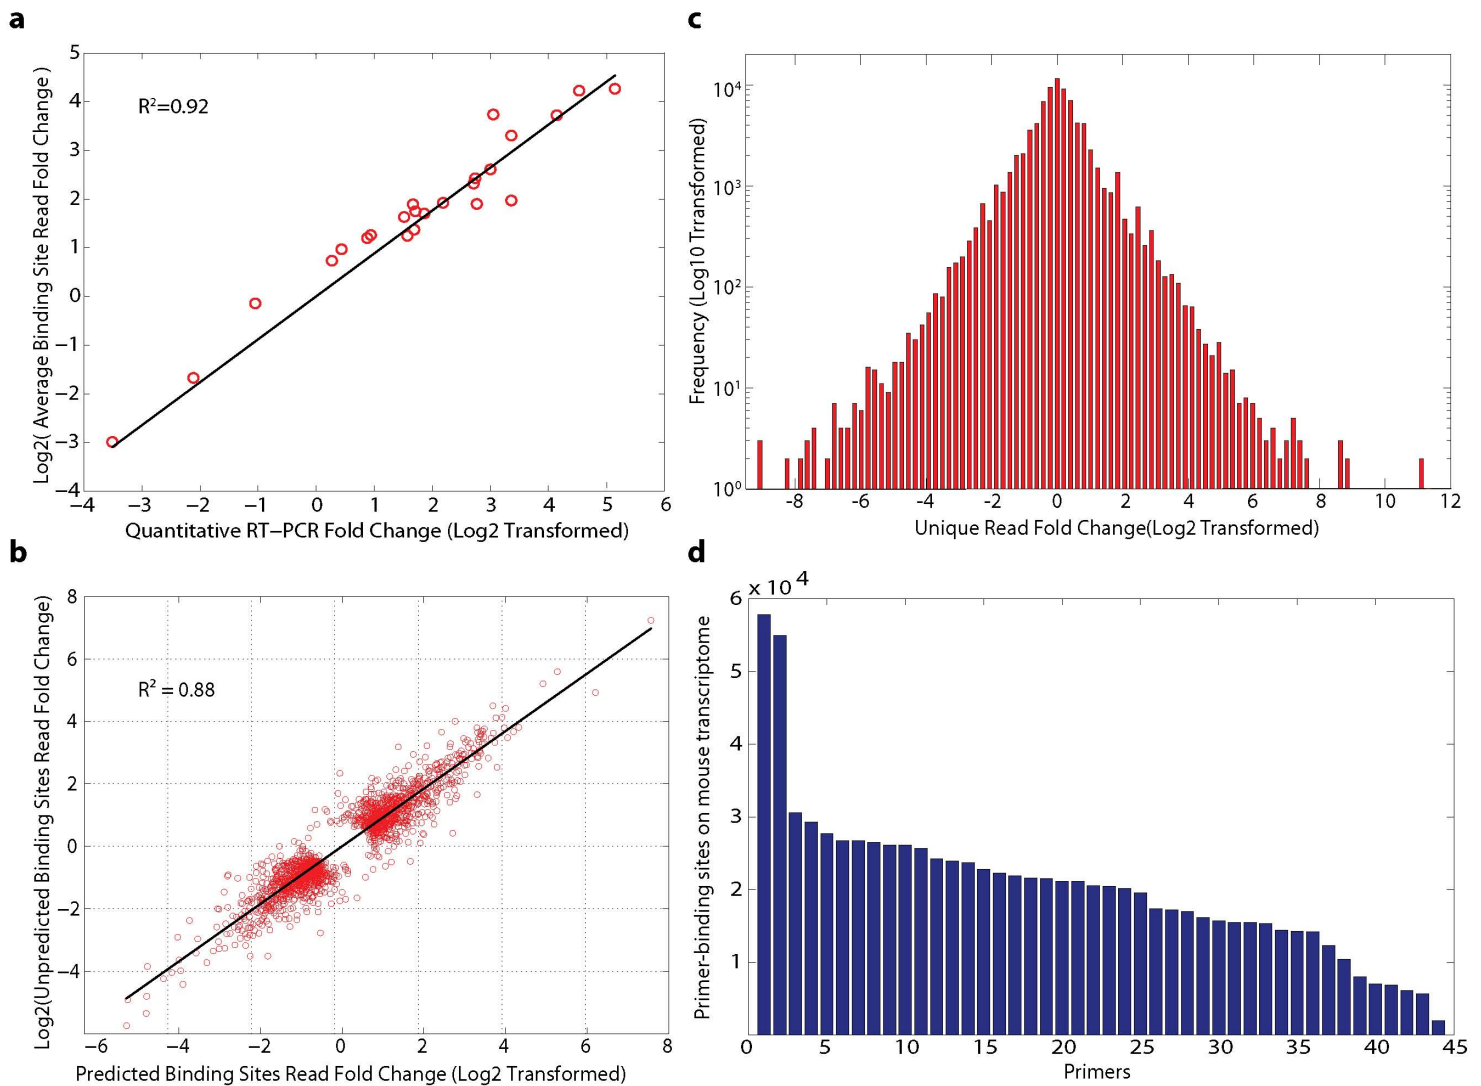 a
Log2( Average Binding Site Read Fold Change )
5
4
3
2
1
0
−1
−2
−3
−4
R²=0.92
−4 −3 −2 −1 0 1 2 3 4 5 6
Quantitative RT−PCR Fold Change (Log2 Transformed)
b
Log2(Unpredicted Binding Sites Read Fold Change)
8
6
4
2
0
−2
−4
R² = 0.88
−6 −4 −2 0 2 4 6 8
Predicted Binding Sites Read Fold Change (Log2 Transformed)
c
Frequency (Log10 Trransformed)
10⁴
10³
10²
10¹
10⁰
-8 -6 -4 -2 0 2 4 6 8 10 12
Unique Read Fold Change(Log2 Transformed)
d
Primer-binding sites on mouse transcriptome
6 x 10⁴
5
4
3
2
1
0 5 10 15 20 25 30 35 40 45
Primers